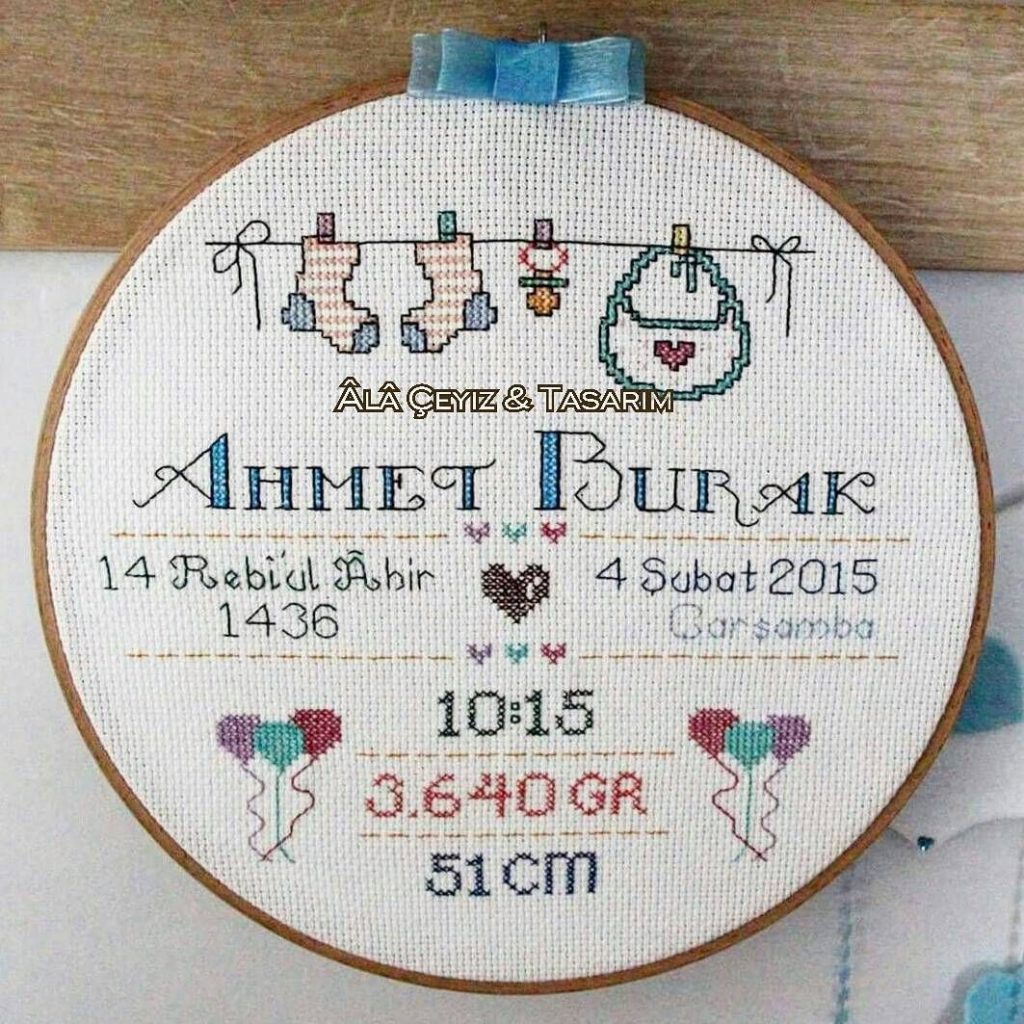 Âlâ Çeyiz & Tasarım
Ahmet Burak
14 Rebi'ul Âhir
1436
4 Şubat 2015
Çarşamba
10:15
3.640 GR
51 CM